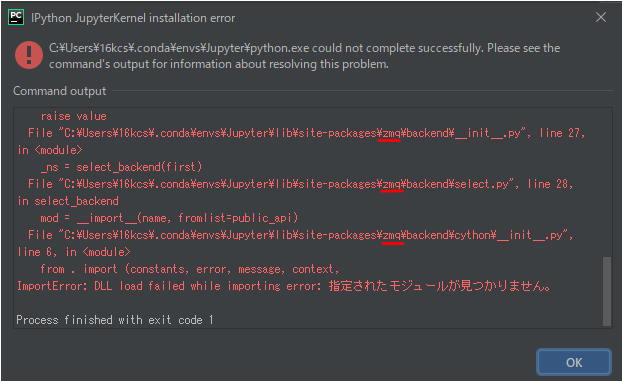 PC IPython JupyterKernel installation error
C:¥Users¥16kcs¥.conda¥envs¥Jupyter¥python.exe could not complete successfully. Please see the
command's output for information about resolving this problem.
Command output
raise value
File "C:¥Users¥16kcs¥.conda¥envs¥Jupyter¥lib¥site-packages¥zmq¥backend¥__init__.py", line 27,
in <module>
_ns = select_backend(first)
File "C:¥Users¥16kcs¥.conda¥envs¥Jupyter¥lib¥site-packages¥zmq¥backend¥select.py", line 28,
in select_backend
mod = __import__(name, fromlist=public_api)
File "C:¥Users¥16kcs¥.conda¥envs¥Jupyter¥lib¥site-packages¥zmq¥backend¥cython¥__init__.py",
line 6, in <module>
from . import (constants, error, message, context,
ImportError: DLL load failed while importing error: 指定されたモジュールが見つかりません。
Process finished with exit code 1
OK